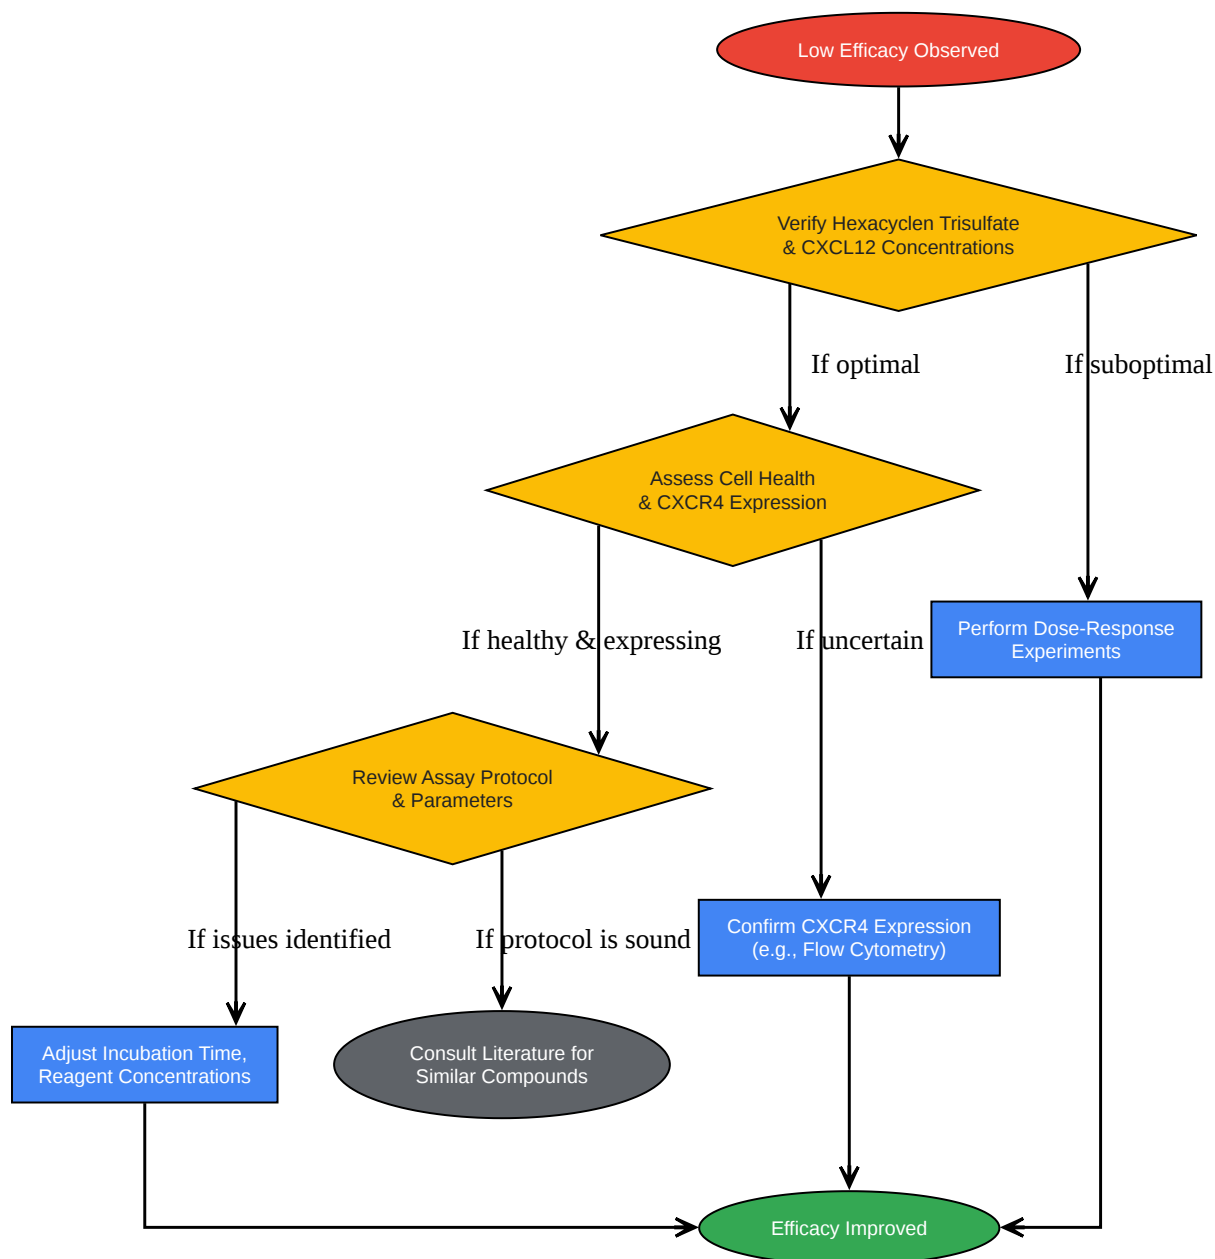 Low Efficacy Observed
Verify Hexacyclen Trisulfate
& CXCL12 Concentrations
If optimal
If suboptimal
Assess Cell Health
& CXCR4 Expression
If healthy & expressing
If uncertain
Perform Dose-Response
Experiments
Review Assay Protocol
& Parameters
If issues identified
If protocol is sound
Confirm CXCR4 Expression
(e.g., Flow Cytometry)
Adjust Incubation Time,
Reagent Concentrations
Consult Literature for
Similar Compounds
Efficacy Improved